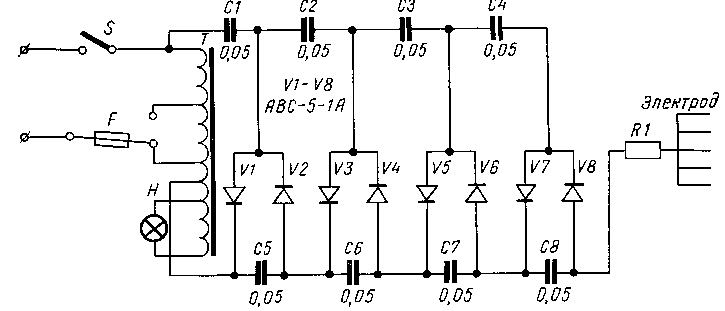 C1 C2 C3 C4
S
T
0,05 0,05 0,05 0,05
V1-V8
АВС-5-1А
Электрод
F
R1
H
V1 V2 V3 V4 V5 V6 V7 V8
C5 C6 C7 C8
0,05 0,05 0,05 0,05